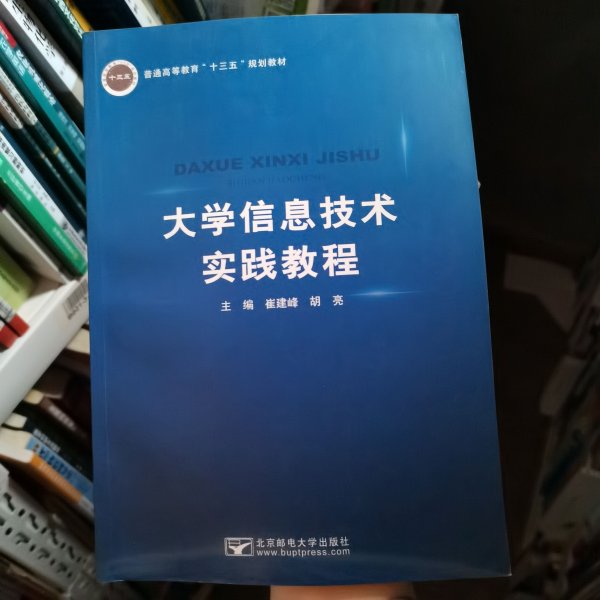 十三五
普通高等教育“十三五”规划教材
DAXUE XINXI JISHU
SHIJIAN JIAOCHENG
大学信息技术
实践教程
主 编 崔建峰 胡 亮
北京邮电大学出版社
www.buptpress.com